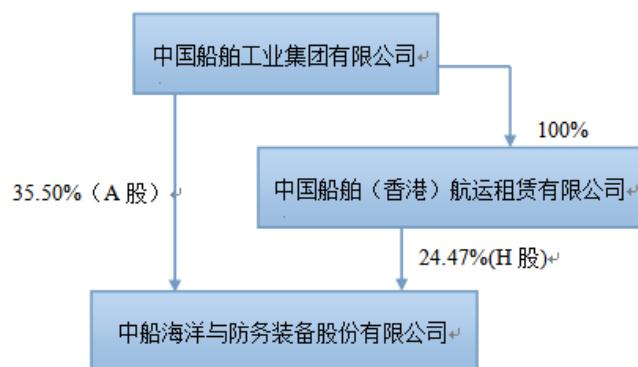 中国船舶工业集团有限公司
100%
35.50%（A 股）
中国船舶（香港）航运租赁有限公司
24.47%(H 股)
中船海洋与防务装备股份有限公司